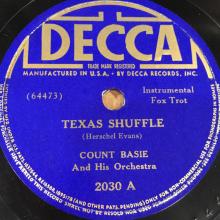 DECCA
TRADE MARK REGISTERED
MANUFACTURED IN U.S.A. BY DECCA RECORDS, INC.
(64473)
Instrumental
Fox Trot
TEXAS SHUFFLE
(Herschel Evans)
COUNT BASIE
And His Orchestra
2030 A